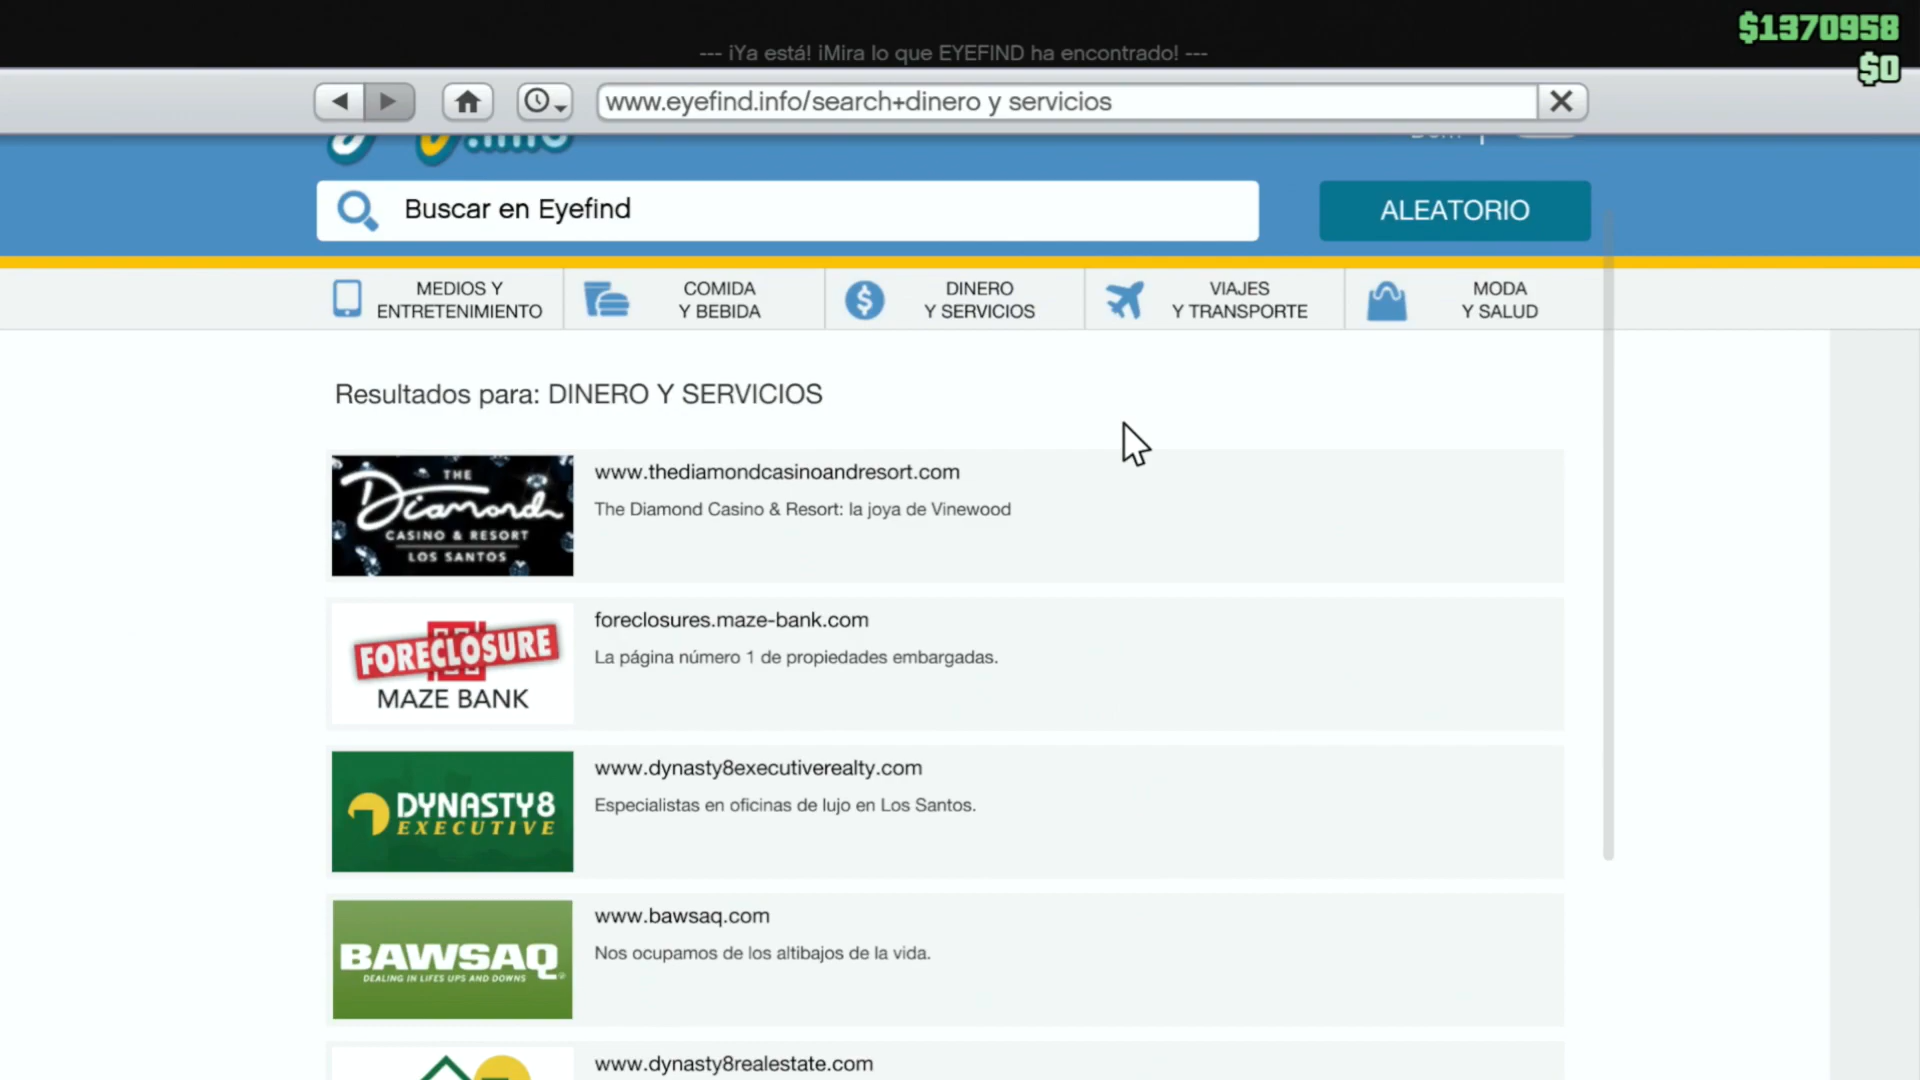 $1370958
--- ¡Ya está! ¡Mira lo que EYEFIND ha encontrado! ---
$0
www.eyefind.info/search+dinero y servicios
Buscar en Eyefind
ALEATORIO
MEDIOS Y
ENTRETENIMIENTO
COMIDA
Y BEBIDA
DINERO
Y SERVICIOS
VIAJES
Y TRANSPORTE
MODA
Y SALUD
Resultados para: DINERO Y SERVICIOS
THE
Diamond
CASINO & RESORT
LOS SANTOS
www.thediamondcasinoandresort.com
The Diamond Casino & Resort: la joya de Vinewood
FORECLOSURE
MAZE BANK
foreclosures.maze-bank.com
La página número 1 de propiedades embargadas.
DYNASTY8
EXECUTIVE
www.dynasty8executiverealty.com
Especialistas en oficinas de lujo en Los Santos.
BAWSAQ
DEALING IN LIFES UPS AND DOWNS
www.bawsaq.com
Nos ocupamos de los altibajos de la vida.
www.dynasty8realestate.com